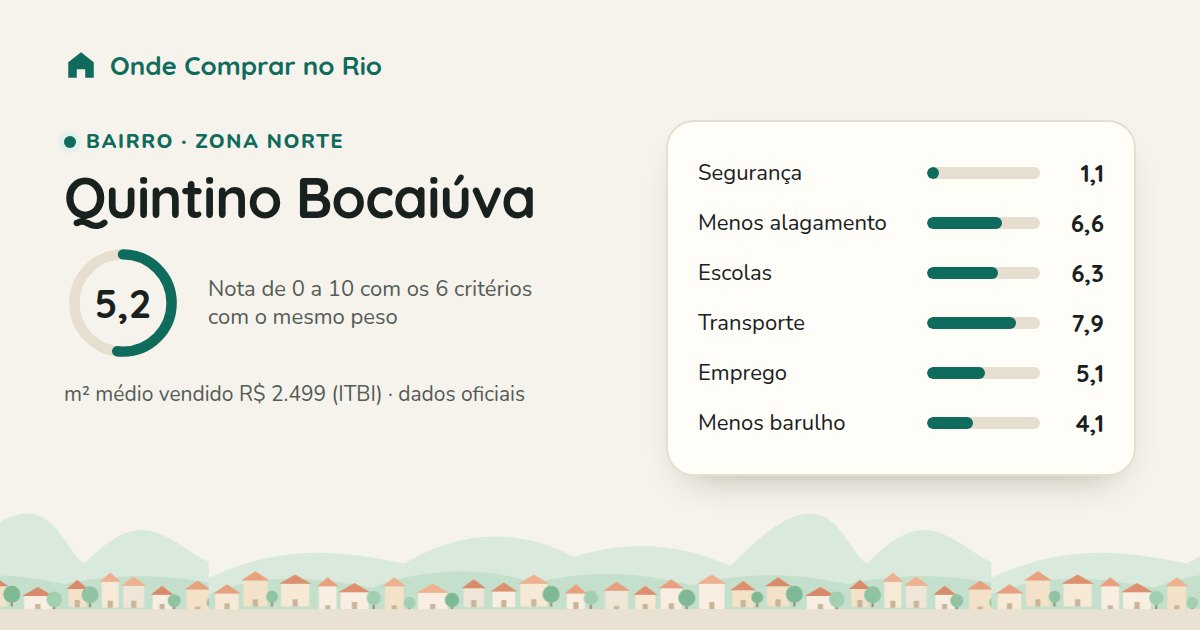 Onde Comprar no Rio
BAIRRO · ZONA NORTE
Quintino Bocaiúva
5,2
Nota de 0 a 10 com os 6 critérios
com o mesmo peso
m² médio vendido R$ 2.499 (ITBI) · dados oficiais
Segurança 1,1
Menos alagamento 6,6
Escolas 6,3
Transporte 7,9
Emprego 5,1
Menos barulho 4,1